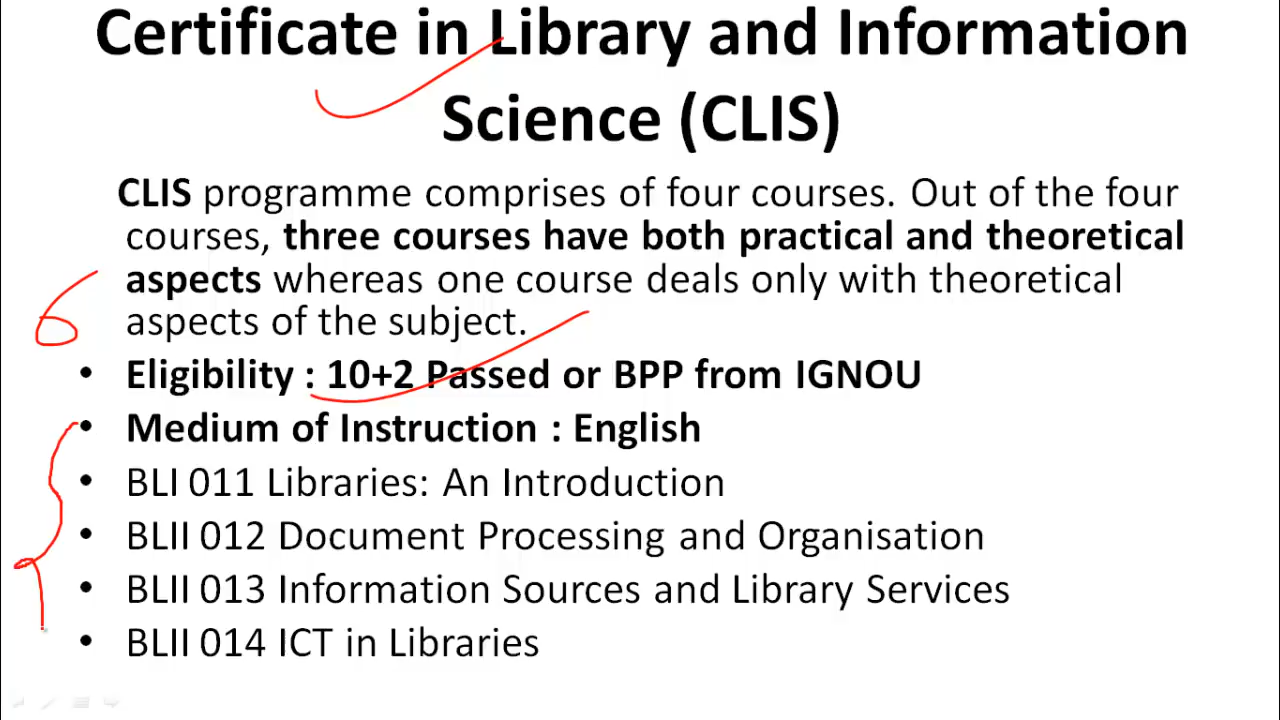 Certificate in Library and Information
Science (CLIS)
CLIS programme comprises of four courses. Out of the four
courses, three courses have both practical and theoretical
aspects whereas one course deals only with theoretical
aspects of the subject.
6
• Eligibility : 10+2 Passed or BPP from IGNOU
• Medium of Instruction : English
• BLI 011 Libraries: An Introduction
• BLII 012 Document Processing and Organisation
• BLII 013 Information Sources and Library Services
• BLII 014 ICT in Libraries